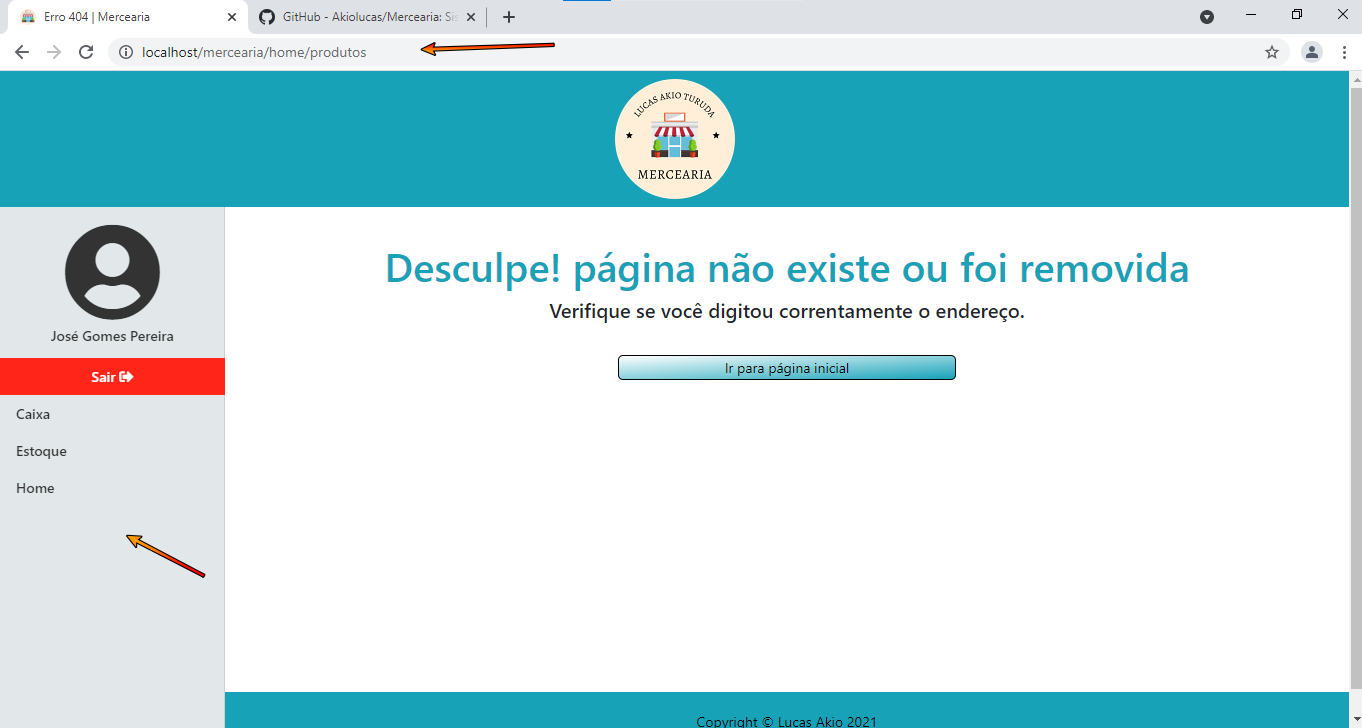 Erro 404 | Mercearia
GitHub - Akiolucas/Mercearia: Sis
localhost/mercearia/home/produtos
LUCAS AKIO TURUDA
MERCEARIA
José Gomes Pereira
Sair
Caixa
Estoque
Home
Desculpe! página não existe ou foi removida
Verifique se você digitou correntamente o endereço.
Ir para página inicial
Copyright © Lucas Akio 2021